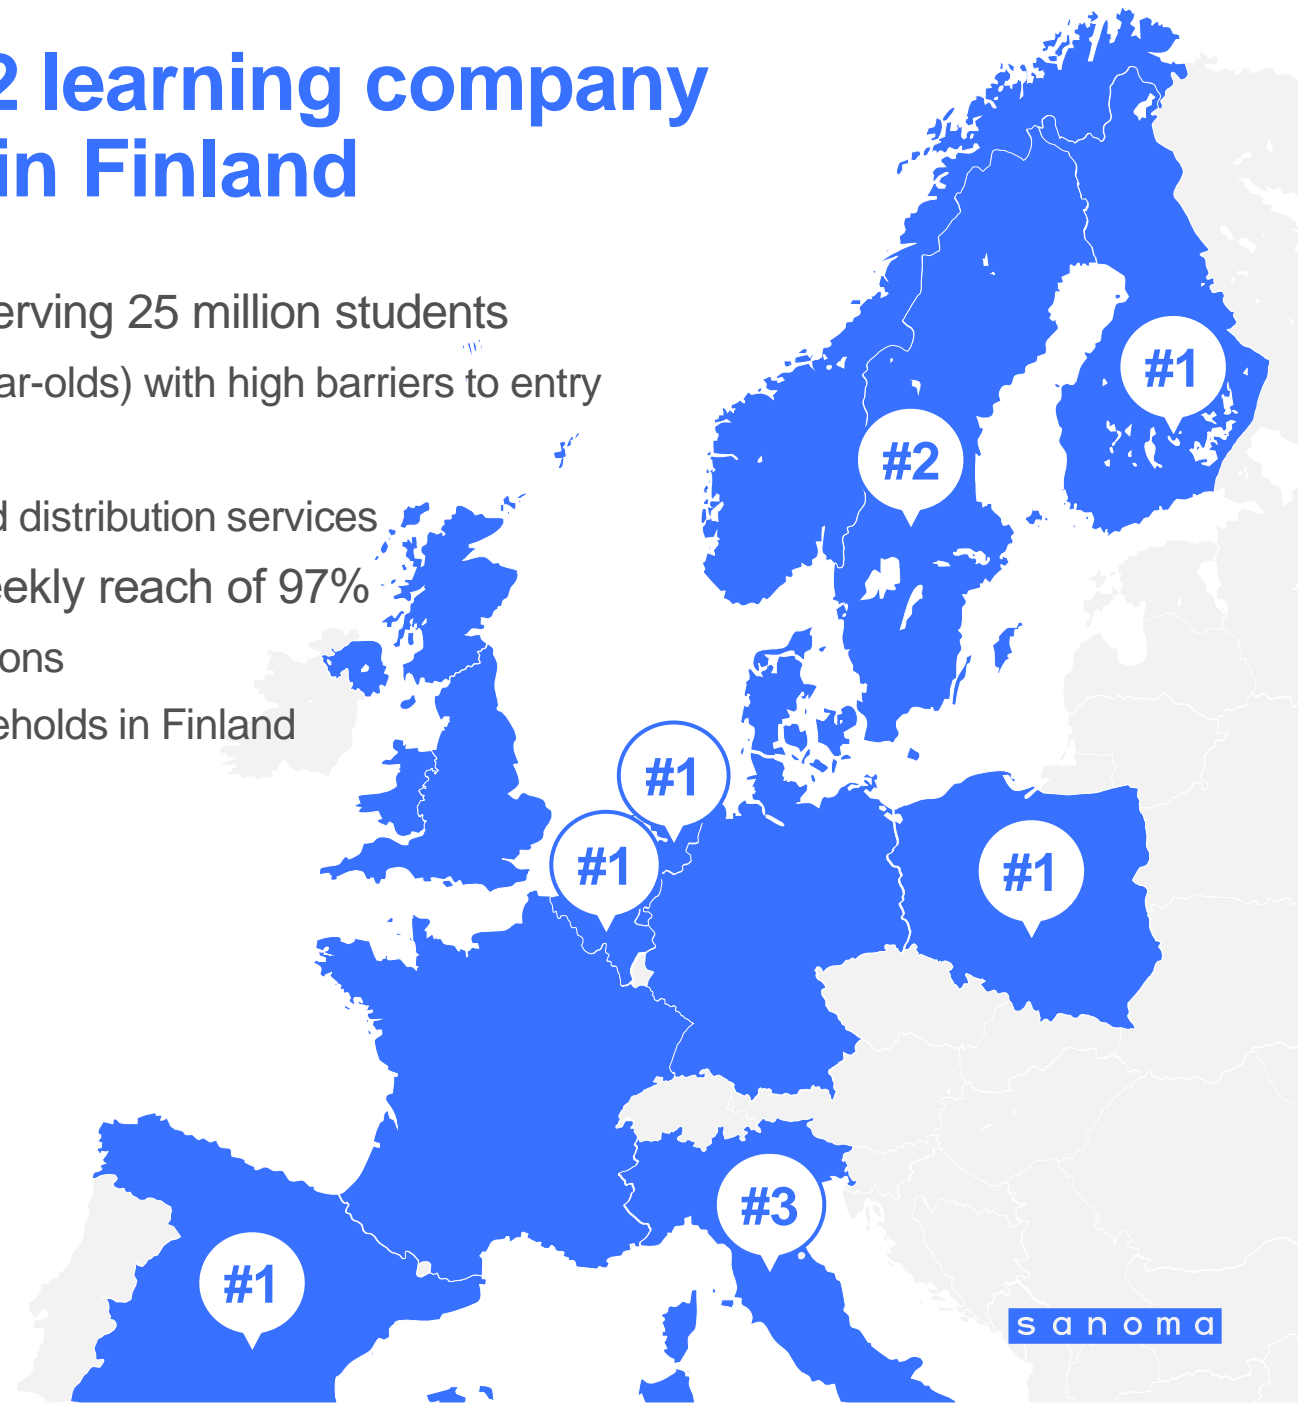 2 learning company
in Finland
erving 25 million students
ar-olds) with high barriers to entry
d distribution services
eekly reach of 97%
ons
eholds in Finland
#1
#2
#1
#1
#1
#3
#1
sanoma